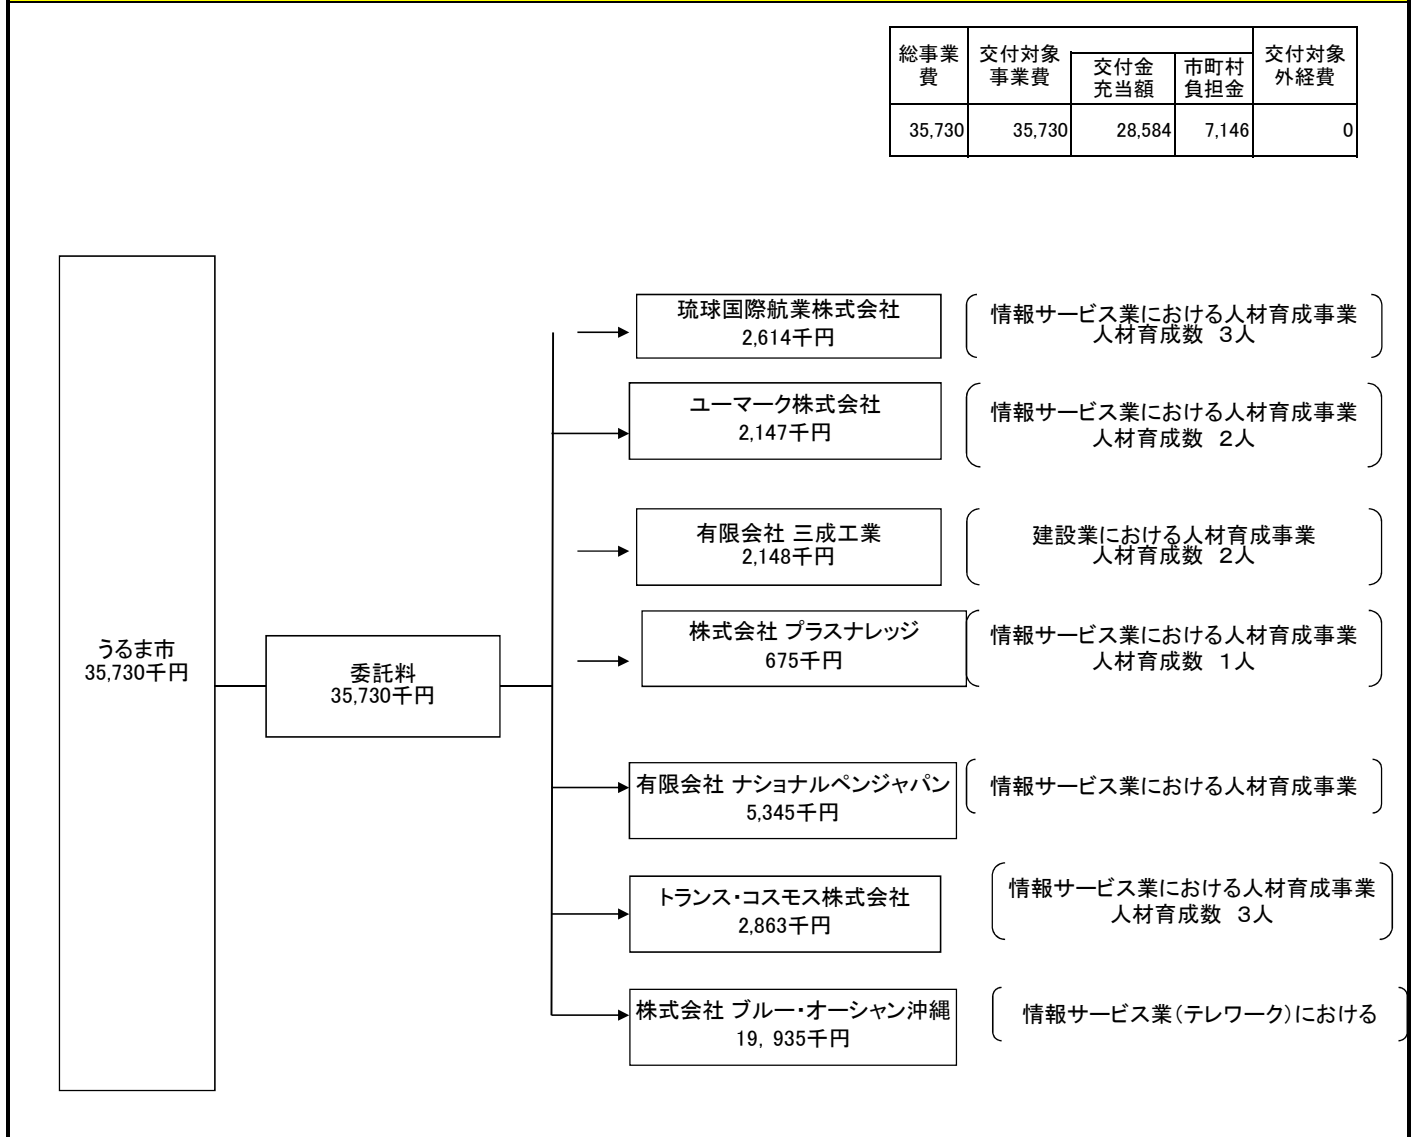 総事業
費
交付対象
事業費
交付金
充当額
市町村
負担金
交付対象
外経費
35,730
35,730
28,584
7,146
0
琉球国際航業株式会社
2,614千円
情報サービス業における人材育成事業
人材育成数 3人
ユーマーク株式会社
2,147千円
情報サービス業における人材育成事業
人材育成数 2人
有限会社 三成工業
2,148千円
建設業における人材育成事業
人材育成数 2人
うるま市
35,730千円
委託料
35,730千円
株式会社 プラスナレッジ
675千円
情報サービス業における人材育成事業
人材育成数 1人
有限会社 ナショナルペンジャパン
5,345千円
情報サービス業における人材育成事業
トランス・コスモス株式会社
2,863千円
情報サービス業における人材育成事業
人材育成数 3人
株式会社 ブルー・オーシャン沖縄
19,935千円
情報サービス業(テレワーク)における